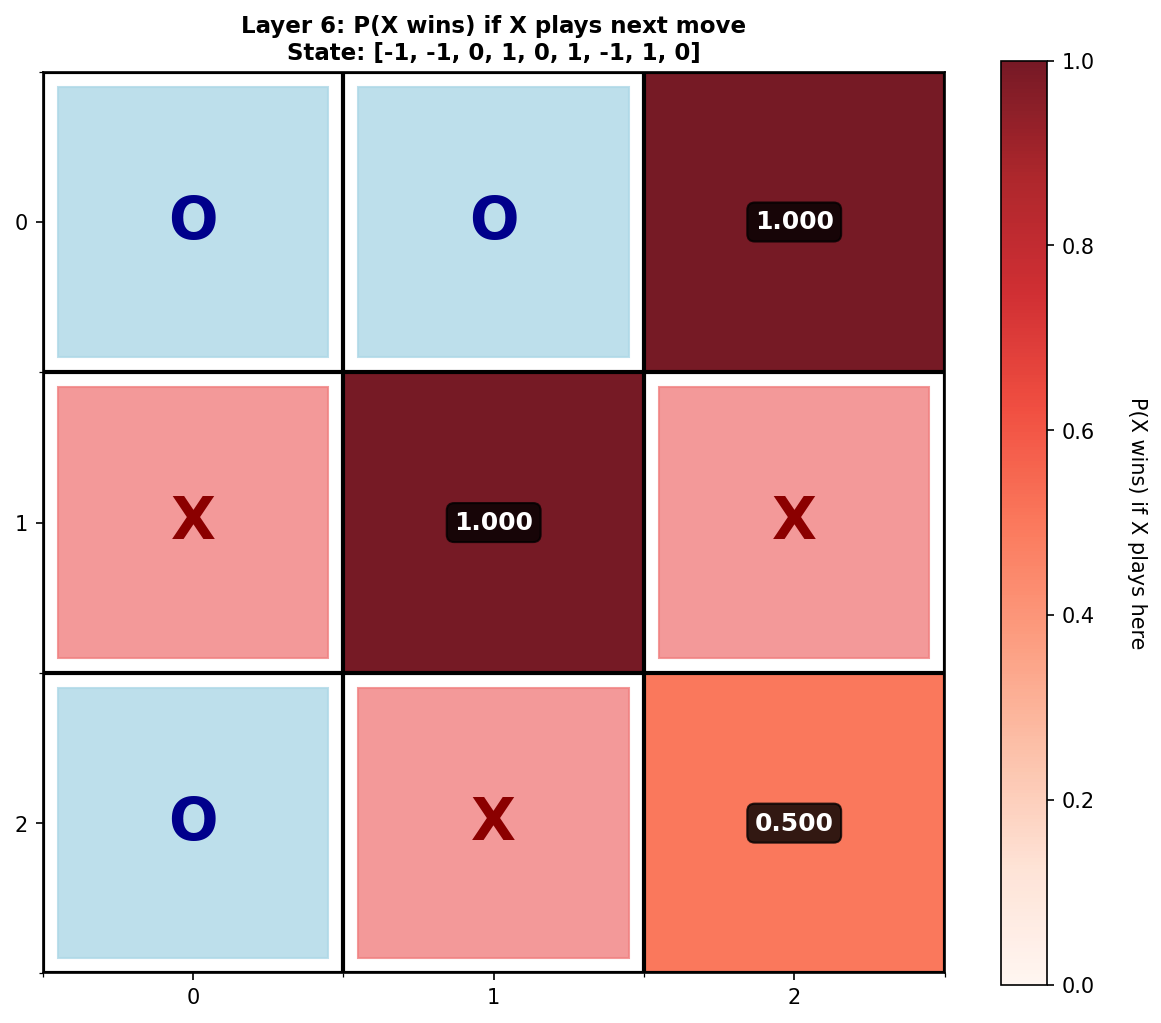 Layer 6: P(X wins) if X plays next move
State: [-1, -1, 0, 1, 0, 1, -1, 1, 0]
0
O
O
1.000
1
X
1.000
X
2
O
X
0.500
0
1
2
1.0
0.8
0.6
0.4
0.2
0.0
P(X wins) if X plays here